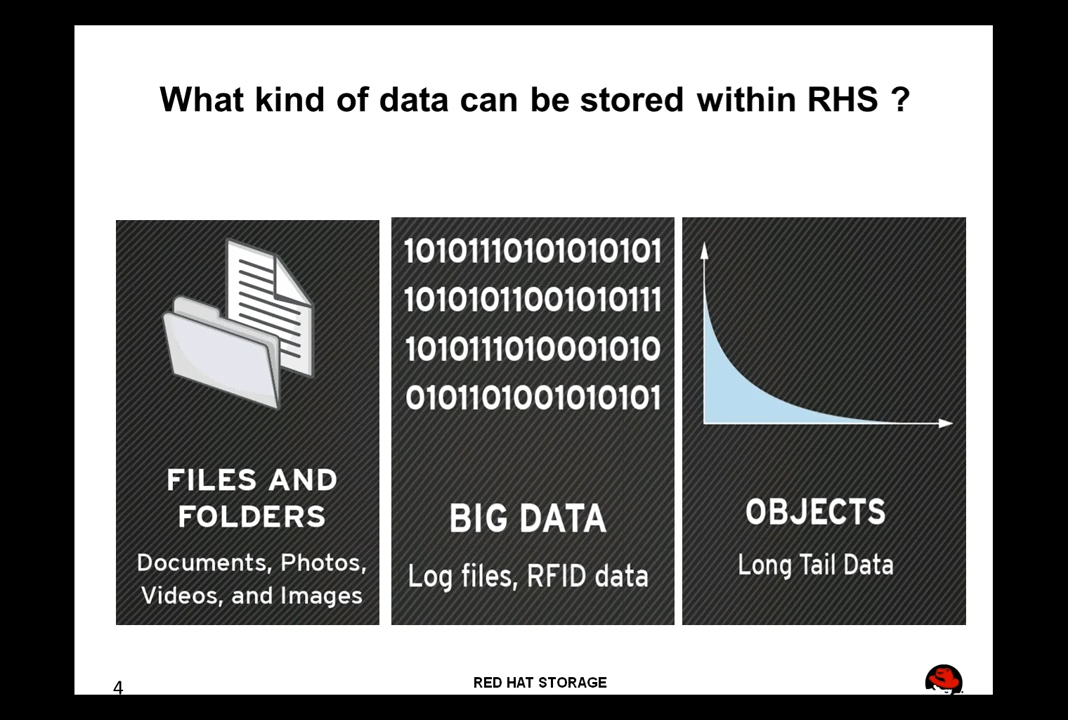 What kind of data can be stored within RHS ?
FILES AND
FOLDERS
Documents, Photos,
Videos, and Images
10101110101010101
10101011001010111
1010111010001010
0101101001010101
BIG DATA
Log files, RFID data
OBJECTS
Long Tail Data
4
RED HAT STORAGE